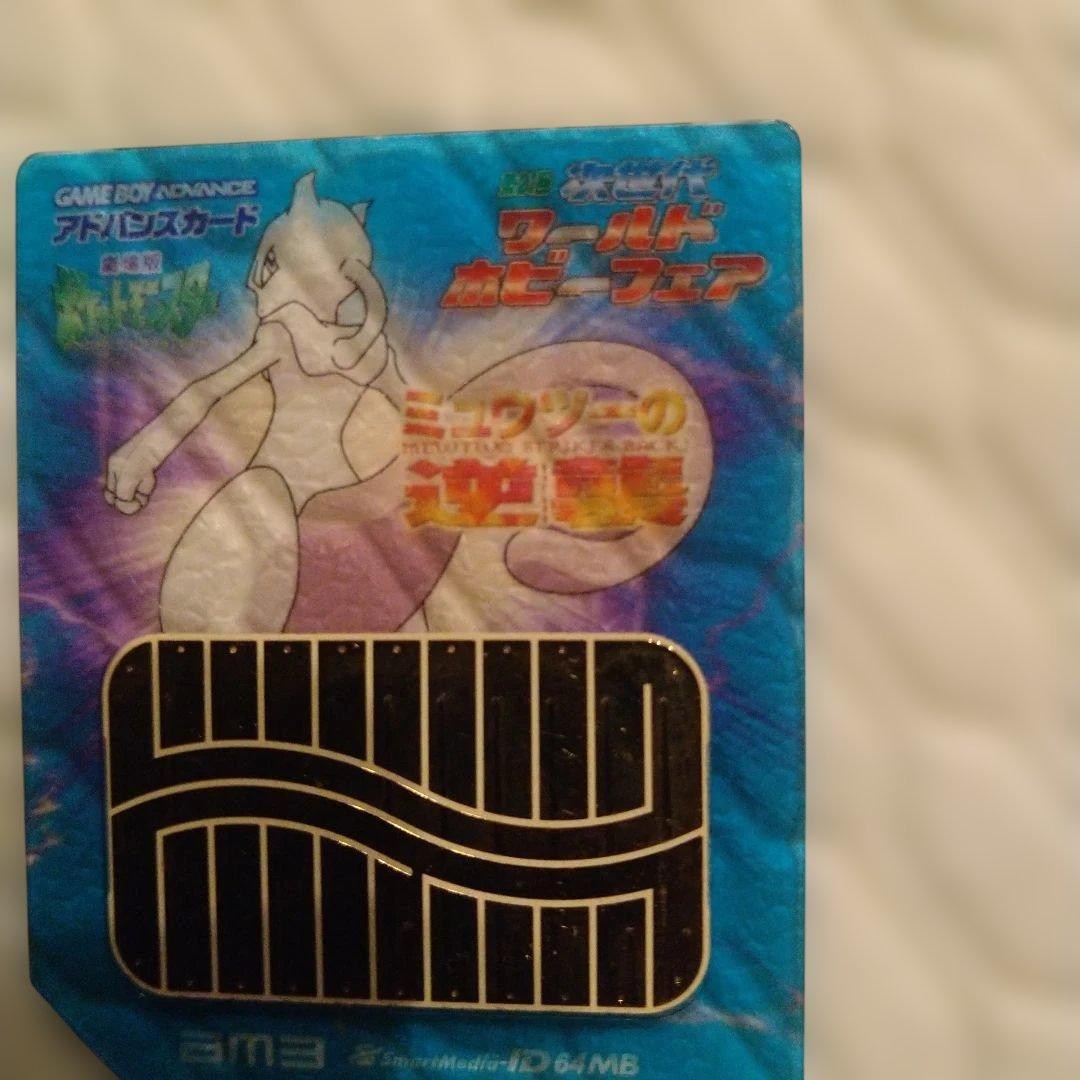 GAME BOY ADVANCE
アドバンスカード
劇場版
ポケットモンスター
次世代
ワールド
ホビーフェア
ミュウツーの
MEWTWO STRIKES BACK!
逆襲
am3
SmartMedia-ID 64MB